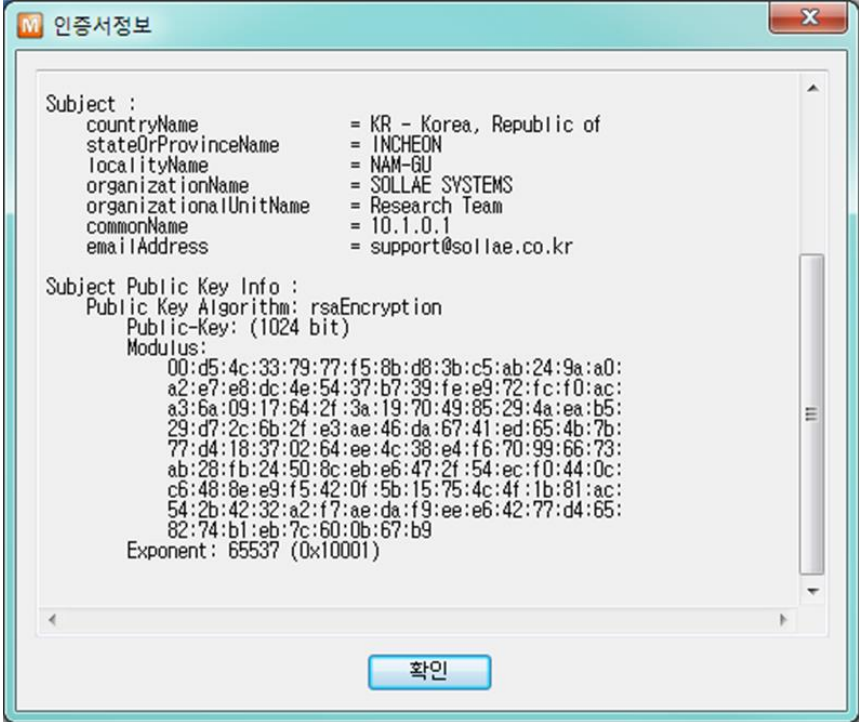 M 인증서정보
Subject :
countryName = KR - Korea, Republic of
stateOrProvinceName = INCHEON
localityName = NAM-GU
organizationName = SOLLAE SYSTEMS
organizationalUnitName = Research Team
commonName = 10.1.0.1
emailAddress = support@sollae.co.kr
Subject Public Key Info :
Public Key Algorithm: rsaEncryption
Public-Key: (1024 bit)
Modulus:
00:d5:4c:33:79:77:f5:8b:d8:3b:c5:ab:24:9a:a0:
a2:e7:e8:dc:4e:54:37:b7:39:fe:e9:72:fc:f0:ac:
a3:6a:09:17:64:2f:3a:19:70:49:85:29:4a:ea:b5:
29:d7:2c:6b:2f:e3:ae:46:da:67:41:ed:65:4b:7b:
77:d4:18:37:02:64:ee:4c:38:e4:f6:70:99:66:73:
ab:28:fb:24:50:8c:eb:e6:47:2f:54:ec:f0:44:0c:
c6:48:8e:e9:f5:42:0f:5b:15:75:4c:4f:1b:81:ac:
54:2b:42:32:a2:f7:ae:da:f9:ee:e6:42:77:d4:65:
82:74:b1:eb:7c:60:0b:67:b9
Exponent: 65537 (0x10001)
확인